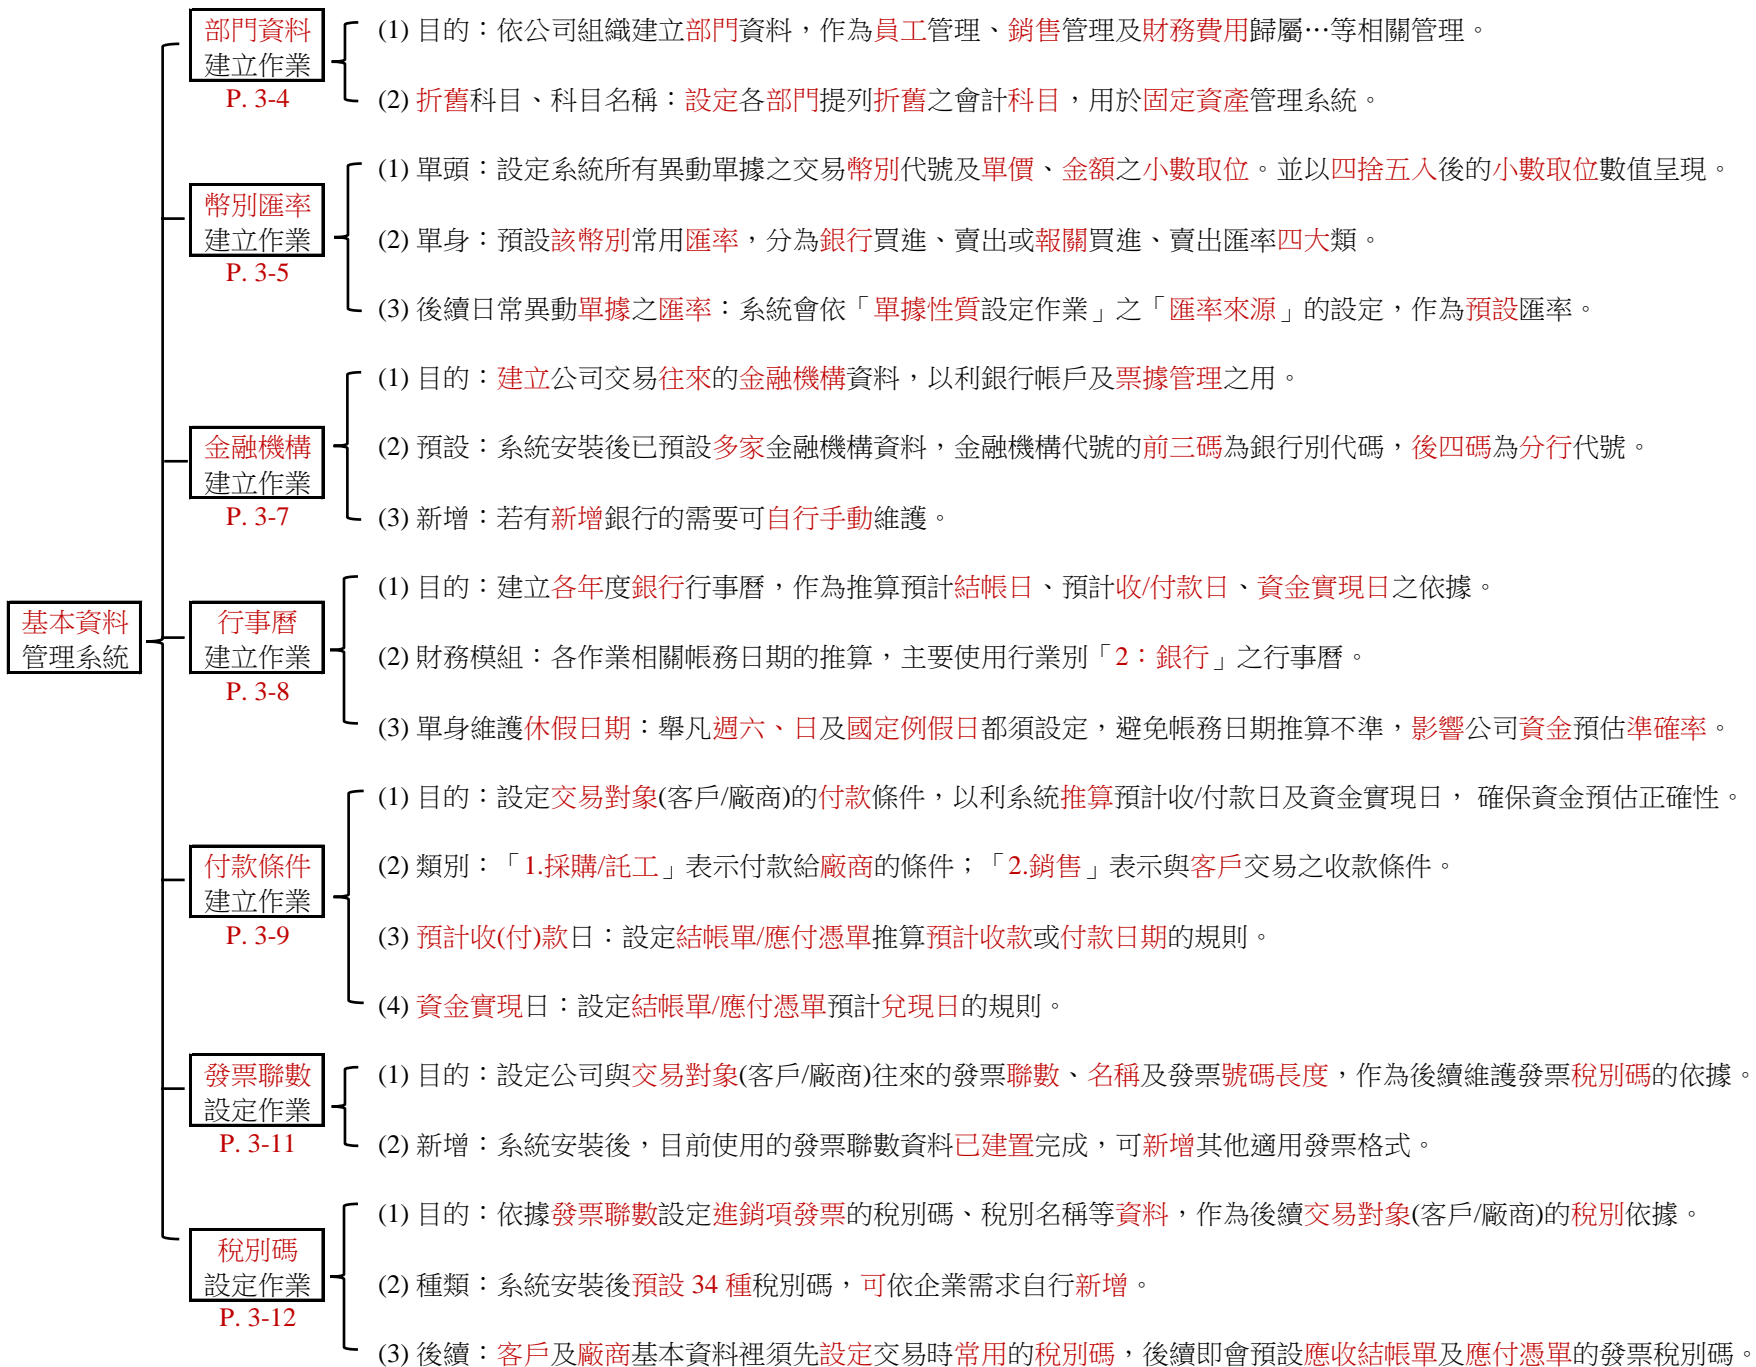 部門資料
建立作業
P. 3-4
(1) 目的：依公司組織建立部門資料，作為員工管理、銷售管理及財務費用歸屬…等相關管理。
(2) 折舊科目、科目名稱：設定各部門提列折舊之會計科目，用於固定資產管理系統。
幣別匯率
建立作業
P. 3-5
(1) 單頭：設定系統所有異動單據之交易幣別代號及單價、金額之小數取位。並以四捨五入後的小數取位數值呈現。
(2) 單身：預設該幣別常用匯率，分為銀行買進、賣出或報關買進、賣出匯率四大類。
(3) 後續日常異動單據之匯率：系統會依「單據性質設定作業」之「匯率來源」的設定，作為預設匯率。
金融機構
建立作業
P. 3-7
(1) 目的：建立公司交易往來的金融機構資料，以利銀行帳戶及票據管理之用。
(2) 預設：系統安裝後已預設多家金融機構資料，金融機構代號的前三碼為銀行別代碼，後四碼為分行代號。
(3) 新增：若有新增銀行的需要可自行手動維護。
基本資料
管理系統
行事曆
建立作業
P. 3-8
(1) 目的：建立各年度銀行行事曆，作為推算預計結帳日、預計收/付款日、資金實現日之依據。
(2) 財務模組：各作業相關帳務日期的推算，主要使用行業別「2：銀行」之行事曆。
(3) 單身維護休假日期：舉凡週六、日及國定例假日都須設定，避免帳務日期推算不準，影響公司資金預估準確率。
付款條件
建立作業
P. 3-9
(1) 目的：設定交易對象(客戶/廠商)的付款條件，以利系統推算預計收/付款日及資金實現日， 確保資金預估正確性。
(2) 類別：「1.採購/託工」表示付款給廠商的條件；「2.銷售」表示與客戶交易之收款條件。
(3) 預計收(付)款日：設定結帳單/應付憑單推算預計收款或付款日期的規則。
(4) 資金實現日：設定結帳單/應付憑單預計兌現日的規則。
發票聯數
設定作業
P. 3-11
(1) 目的：設定公司與交易對象(客戶/廠商)往來的發票聯數、名稱及發票號碼長度，作為後續維護發票稅別碼的依據。
(2) 新增：系統安裝後，目前使用的發票聯數資料已建置完成，可新增其他適用發票格式。
稅別碼
設定作業
P. 3-12
(1) 目的：依據發票聯數設定進銷項發票的稅別碼、稅別名稱等資料，作為後續交易對象(客戶/廠商)的稅別依據。
(2) 種類：系統安裝後預設 34 種稅別碼，可依企業需求自行新增。
(3) 後續：客戶及廠商基本資料裡須先設定交易時常用的稅別碼，後續即會預設應收結帳單及應付憑單的發票稅別碼。